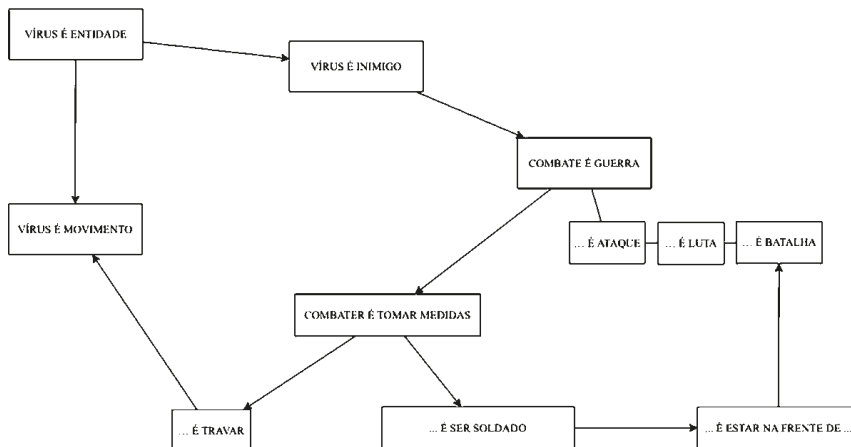 VÍRUS É ENTIDADE
VÍRUS É INIMIGO
COMBATE É GUERRA
VÍRUS É MOVIMENTO
... É ATAQUE
... É LUTA
... É BATALHA
COMBATER É TOMAR MEDIDAS
... É TRAVAR
... É SER SOLDADO
... É ESTAR NA FRENTE DE ...